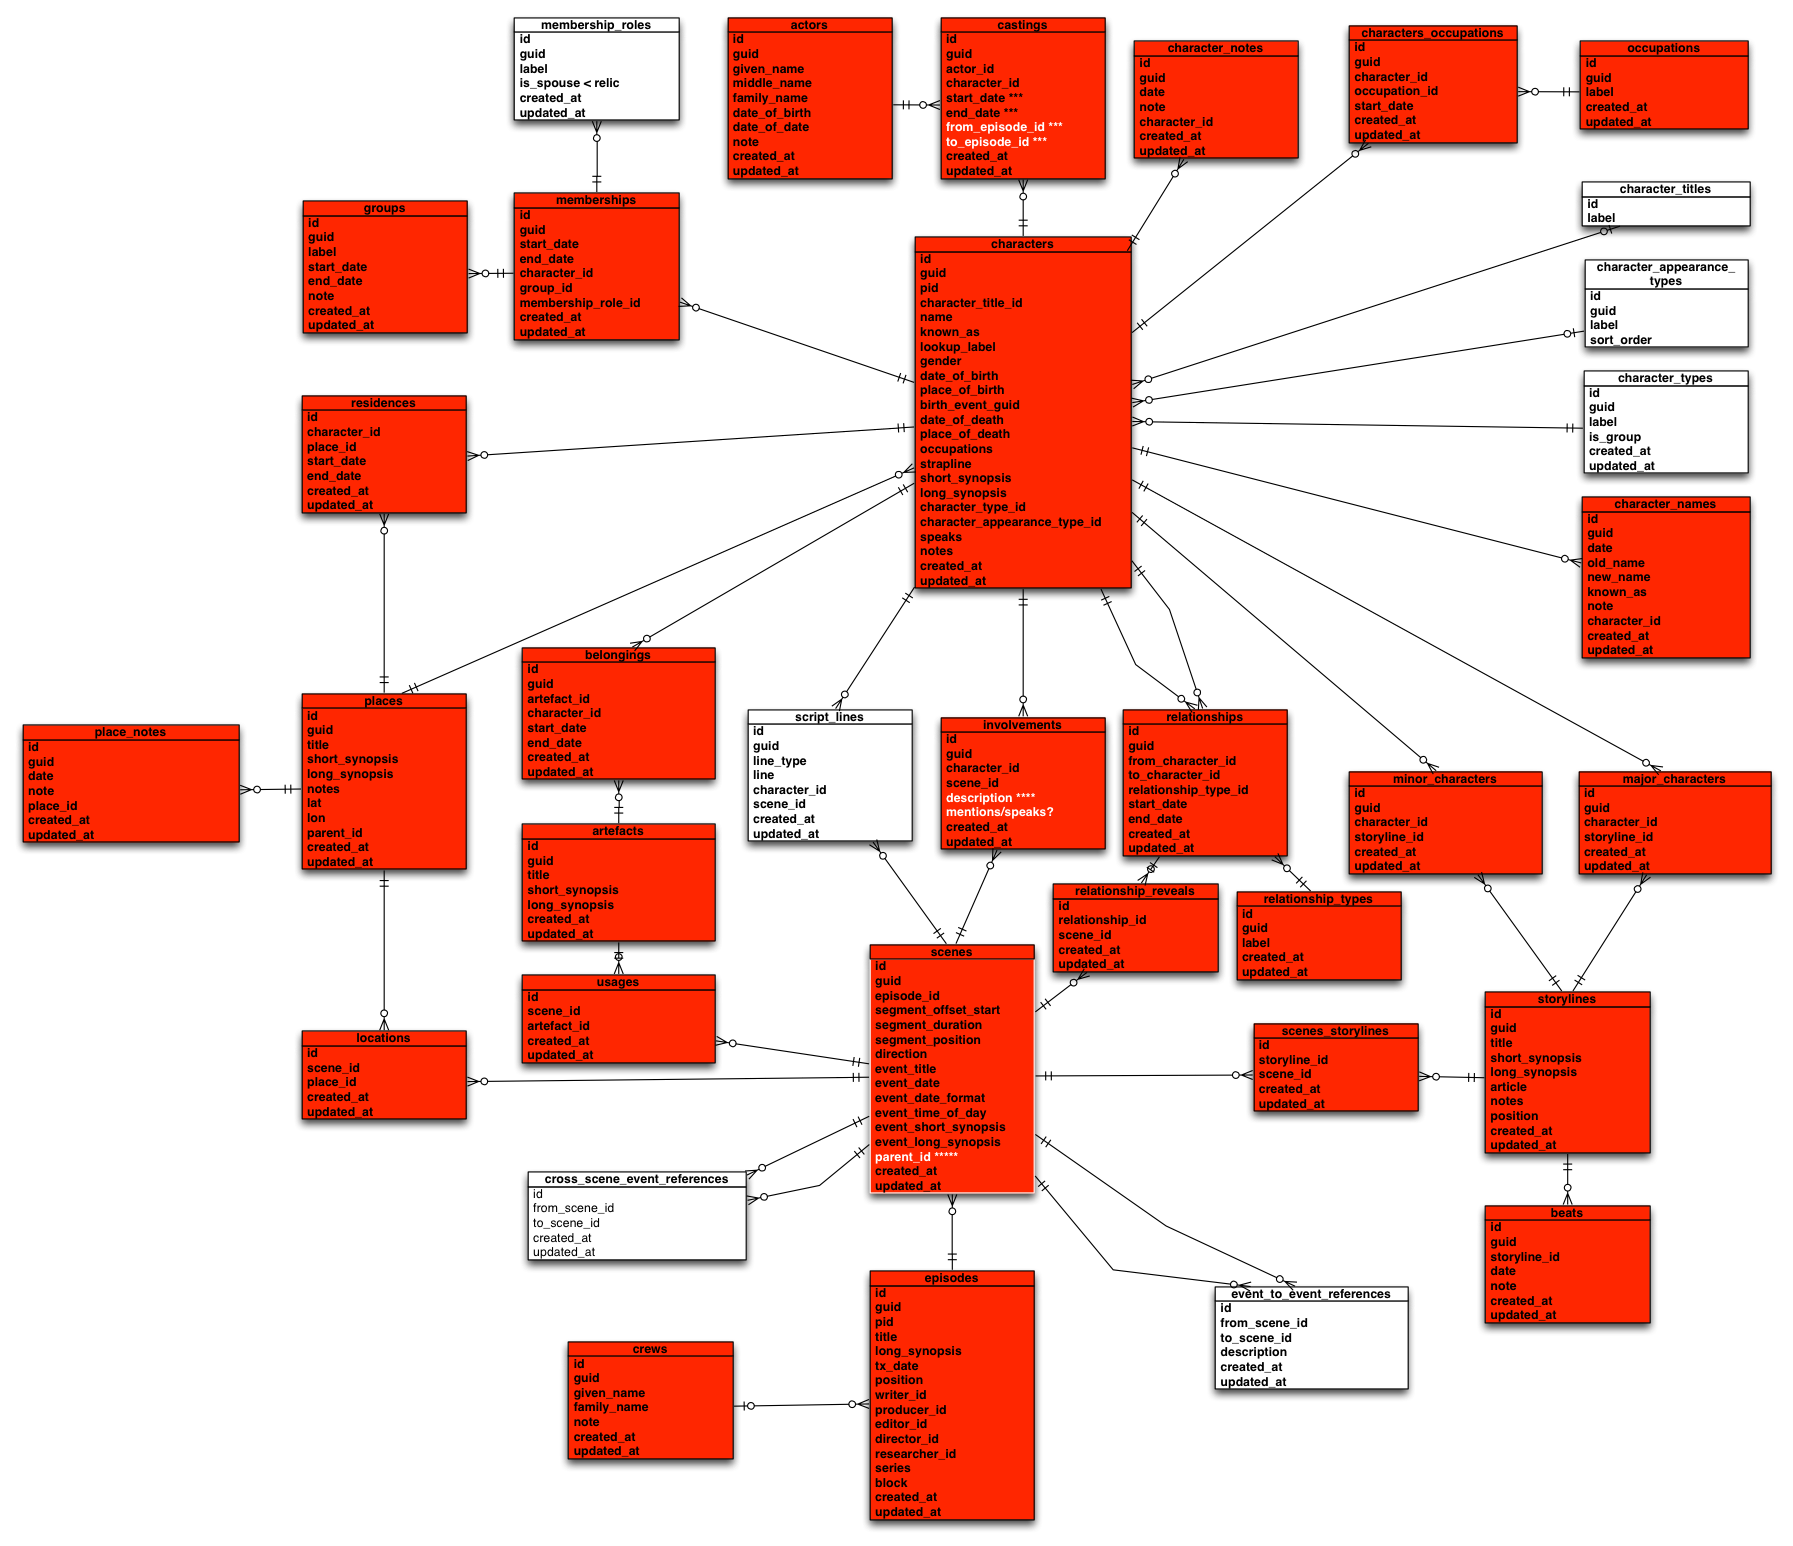 membership_roles
id
guid
label
is_spouse < relic
created_at
updated_at
actors
id
guid
given_name
middle_name
family_name
date_of_birth
date_of_date
note
created_at
updated_at
castings
id
guid
actor_id
character_id
start_date ***
end_date ***
from_episode_id ***
to_episode_id ***
created_at
updated_at
character_notes
id
guid
date
note
character_id
created_at
updated_at
characters_occupations
id
guid
character_id
occupation_id
start_date
created_at
updated_at
occupations
id
guid
label
created_at
updated_at
groups
id
guid
label
start_date
end_date
note
created_at
updated_at
memberships
id
guid
start_date
end_date
character_id
group_id
membership_role_id
created_at
updated_at
characters
id
guid
pid
character_title_id
name
known_as
lookup_label
gender
date_of_birth
place_of_birth
birth_event_guid
date_of_death
place_of_death
occupations
strapline
short_synopsis
long_synopsis
character_type_id
character_appearance_type_id
speaks
notes
created_at
updated_at
character_titles
id
label
character_appearance_
types
id
guid
label
sort_order
character_types
id
guid
label
is_group
created_at
updated_at
character_names
id
guid
date
old_name
new_name
known_as
note
character_id
created_at
updated_at
residences
id
character_id
place_id
start_date
end_date
created_at
updated_at
place_notes
id
guid
date
note
place_id
created_at
updated_at
places
id
guid
title
short_synopsis
long_synopsis
notes
lat
lon
parent_id
created_at
updated_at
belongings
id
guid
artefact_id
character_id
start_date
end_date
created_at
updated_at
script_lines
id
guid
line_type
line
character_id
scene_id
created_at
updated_at
involvements
id
guid
character_id
scene_id
description ****
mentions/speaks?
created_at
updated_at
relationships
id
guid
from_character_id
to_character_id
relationship_type_id
start_date
end_date
created_at
updated_at
minor_characters
id
guid
character_id
storyline_id
created_at
updated_at
major_characters
id
guid
character_id
storyline_id
created_at
updated_at
artefacts
id
guid
title
short_synopsis
long_synopsis
created_at
updated_at
relationship_reveals
id
relationship_id
scene_id
created_at
updated_at
relationship_types
id
guid
label
created_at
updated_at
usages
id
scene_id
artefact_id
created_at
updated_at
locations
id
scene_id
place_id
created_at
updated_at
scenes
id
guid
episode_id
segment_offset_start
segment_duration
segment_position
direction
event_title
event_date
event_date_format
event_time_of_day
event_short_synopsis
event_long_synopsis
parent_id *****
created_at
updated_at
scenes_storylines
id
storyline_id
scene_id
created_at
updated_at
storylines
id
guid
title
short_synopsis
long_synopsis
article
notes
position
created_at
updated_at
cross_scene_event_references
id
from_scene_id
to_scene_id
created_at
updated_at
beats
id
guid
storyline_id
date
note
created_at
updated_at
event_to_event_references
id
from_scene_id
to_scene_id
description
created_at
updated_at
episodes
id
guid
pid
title
long_synopsis
tx_date
position
writer_id
producer_id
editor_id
director_id
researcher_id
series
block
created_at
updated_at
crews
id
guid
given_name
family_name
note
created_at
updated_at